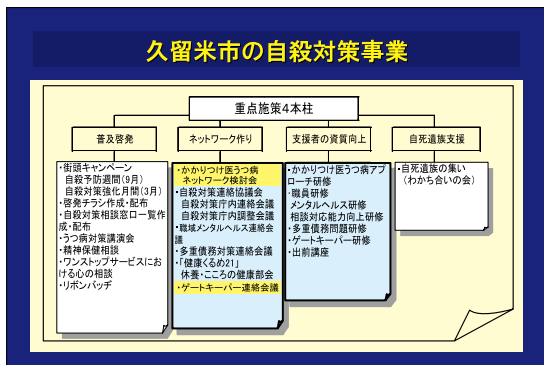 久留米市の自殺対策事業
重点施策4本柱
普及啓発
・街頭キャンペーン
自殺予防週間(9月)
自殺対策強化月間(3月)
・啓発チラシ作成・配布
・自殺対策相談窓口一覧作
成・配布
・うつ病対策講演会
・精神保健相談
・ワンストップサービスにお
ける心の相談
・リボンバッヂ
ネットワーク作り
・かかりつけ医うつ病
ネットワーク検討会
・自殺対策連絡協議会
自殺対策庁内連絡会議
自殺対策庁内調整会議
・職域メンタルヘルス連絡会
議
・多重債務対策連絡会議
・「健康くるめ21」
休養・こころの健康部会
・ゲートキーパー連絡会議
支援者の資質向上
・かかりつけ医うつ病アプ
ローチ研修
・職員研修
メンタルヘルス研修
相談対応能力向上研修
・多重債務問題研修
・ゲートキーパー研修
・出前講座
自死遺族支援
・自死遺族の集い
(わかち合いの会)